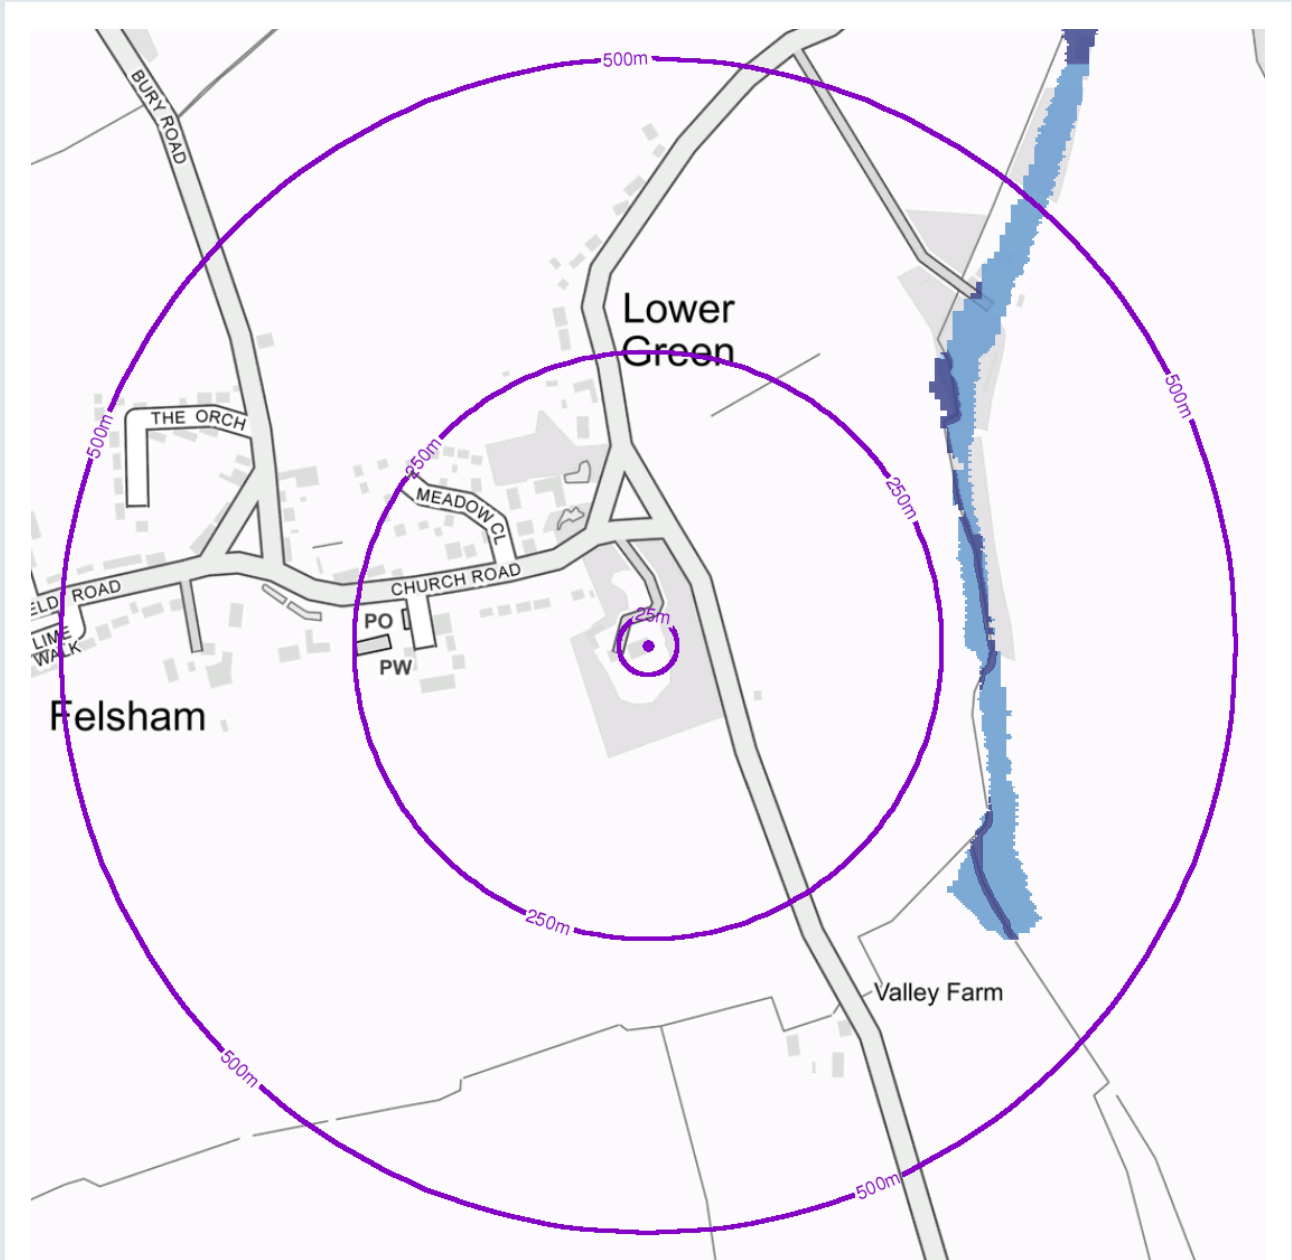 500m
BURY ROAD
Lower
Green
500m
THE ORCH
500m
250m
250m
MEADOW CL
CHURCH ROAD
ELD ROAD
PO
25m
LIME
WALK
PW
Felsham
250m
Valley Farm
500m
500m